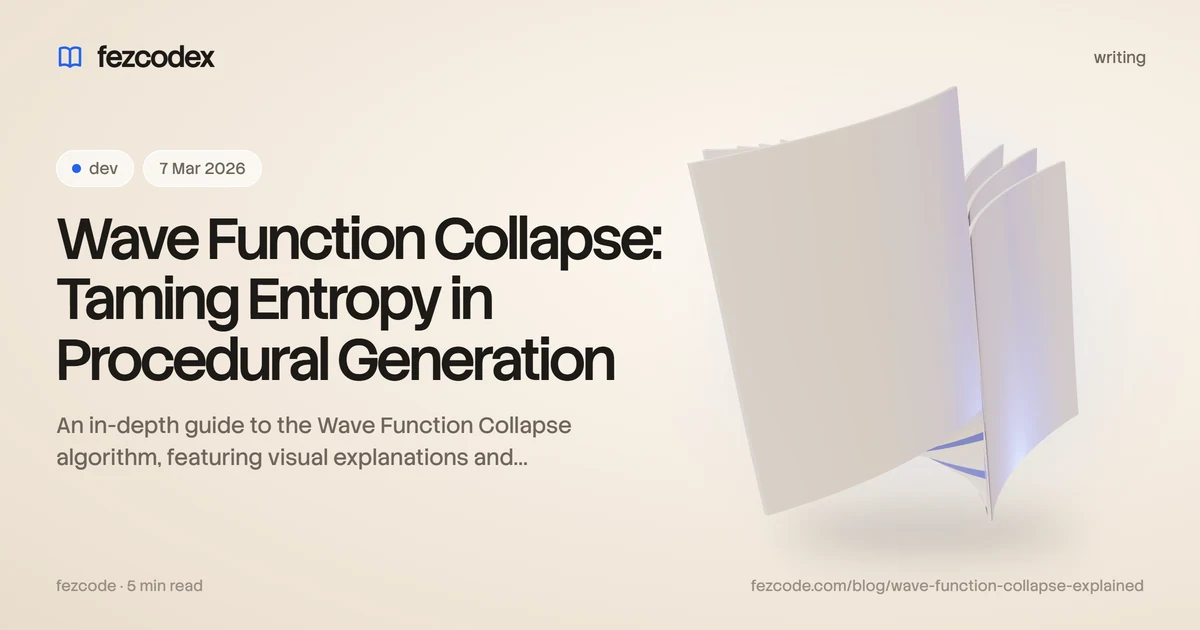 fezcodex
writing
dev
7 Mar 2026
Wave Function Collapse:
Taming Entropy in
Procedural Generation
An in-depth guide to the Wave Function Collapse
algorithm, featuring visual explanations and...
fezcode · 5 min read
fezcode.com/blog/wave-function-collapse-explained